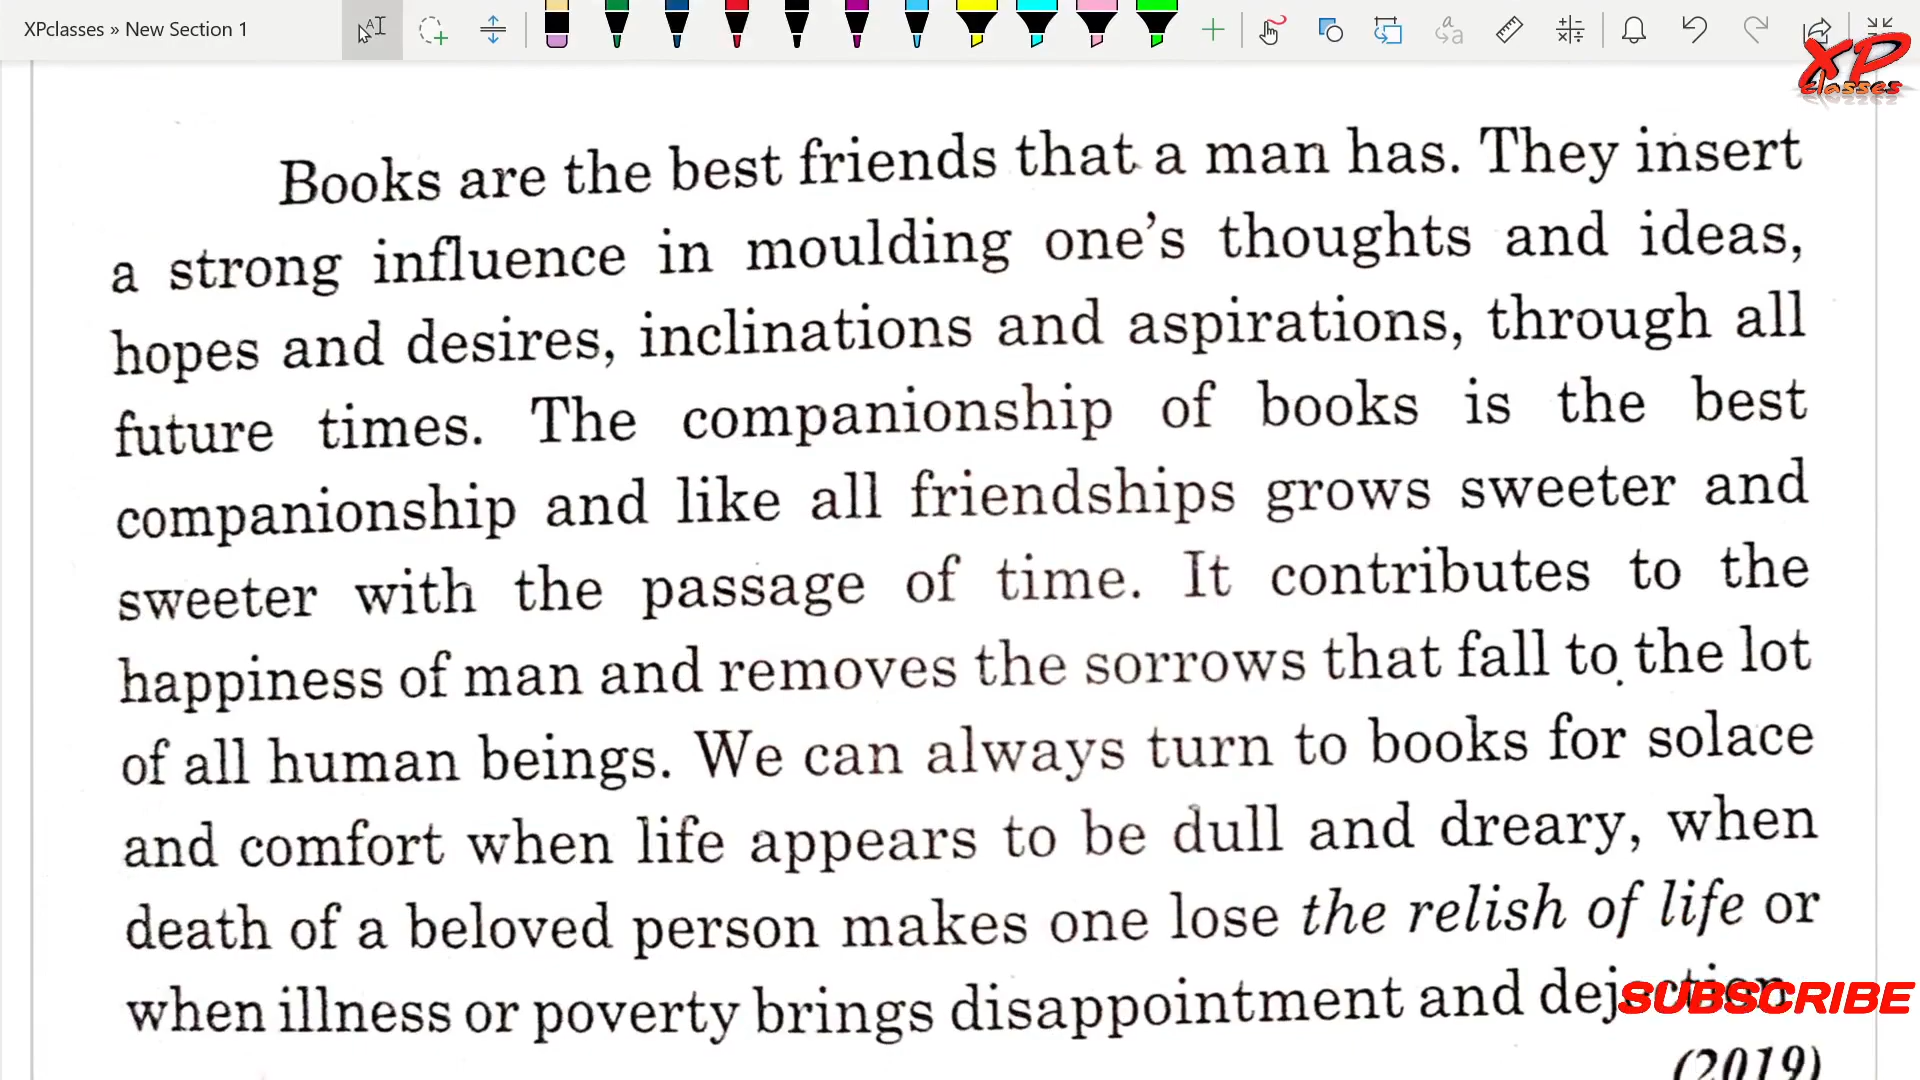 XPclasses » New Section 1
XP
classes
Books are the best friends that a man has. They insert
a strong influence in moulding one's thoughts and ideas,
hopes and desires, inclinations and aspirations, through all
future times. The companionship of books is the best
companionship and like all friendships grows sweeter and
sweeter with the passage of time. It contributes to the
happiness of man and removes the sorrows that fall to the lot
of all human beings. We can always turn to books for solace
and comfort when life appears to be dull and dreary, when
death of a beloved person makes one lose the relish of life or
when illness or poverty brings disappointment and dejection
SUBSCRIBE
(2019)